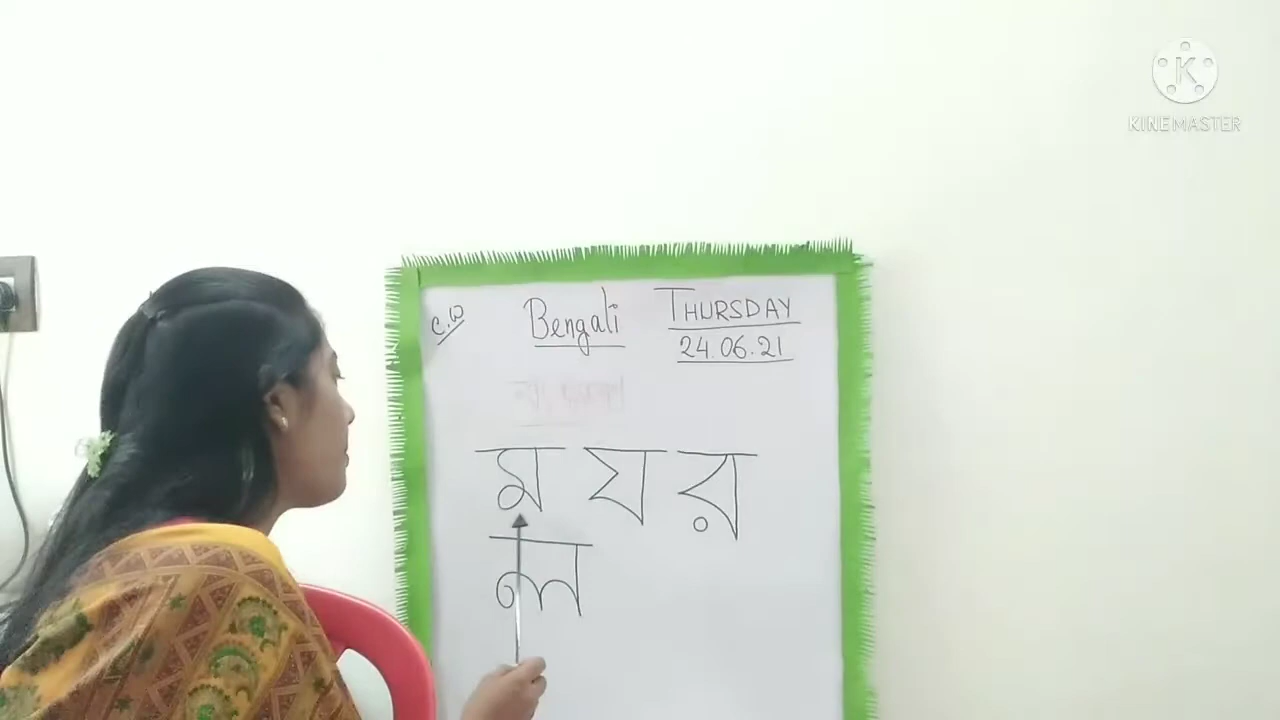 C.W Bengali THURSDAY
24.06.21
ম য র
ল
KINEMASTER